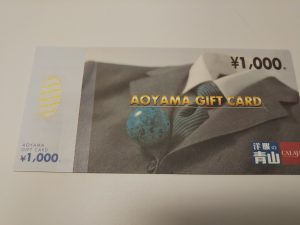 ¥1,000.
AOYAMA GIFT CARD
AOYAMA
GIFT CARD
¥1,000.
洋服の
青山